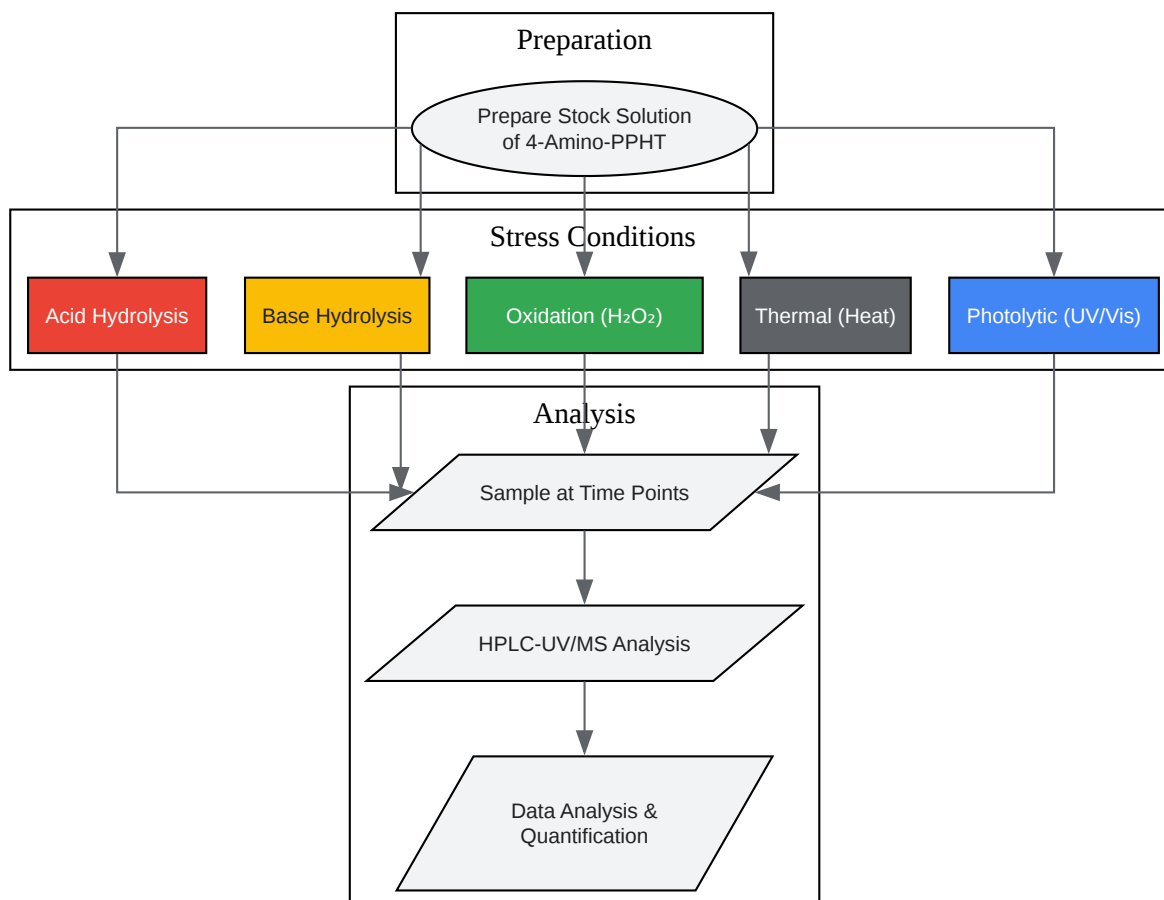 Preparation
Prepare Stock Solution
of 4-Amino-PPHT
Stress Conditions
Acid Hydrolysis
Base Hydrolysis
Oxidation (H₂O₂)
Thermal (Heat)
Photolytic (UV/Vis)
Analysis
Sample at Time Points
HPLC-UV/MS Analysis
Data Analysis &
Quantification